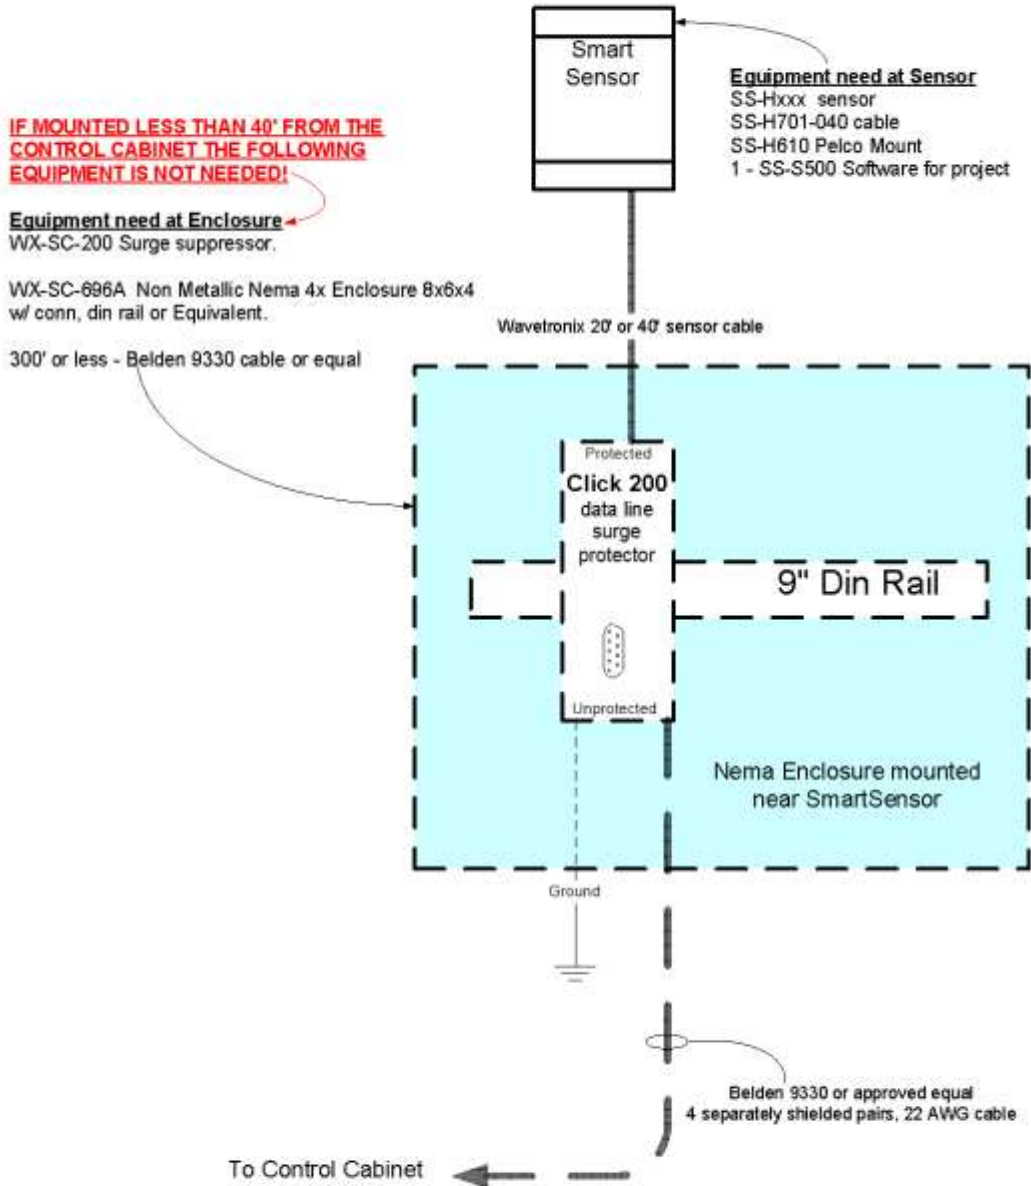 Smart
Sensor
Equipment need at Sensor
SS-Hxxx sensor
SS-H701-040 cable
SS-H610 Pelco Mount
1 - SS-S500 Software for project
IF MOUNTED LESS THAN 40' FROM THE
CONTROL CABINET THE FOLLOWING
EQUIPMENT IS NOT NEEDED!
Equipment need at Enclosure
WX-SC-200 Surge suppressor.
WX-SC-696A Non Metallic Nema 4x Enclosure 8x6x4
w/ conn, din rail or Equivalent.
300' or less - Belden 9330 cable or equal
Wavetronix 20' or 40' sensor cable
Protected
Click 200
data line
surge
protector
9" Din Rail
Unprotected
Nema Enclosure mounted
near SmartSensor
Ground
Belden 9330 or approved equal
4 separately shielded pairs, 22 AWG cable
To Control Cabinet